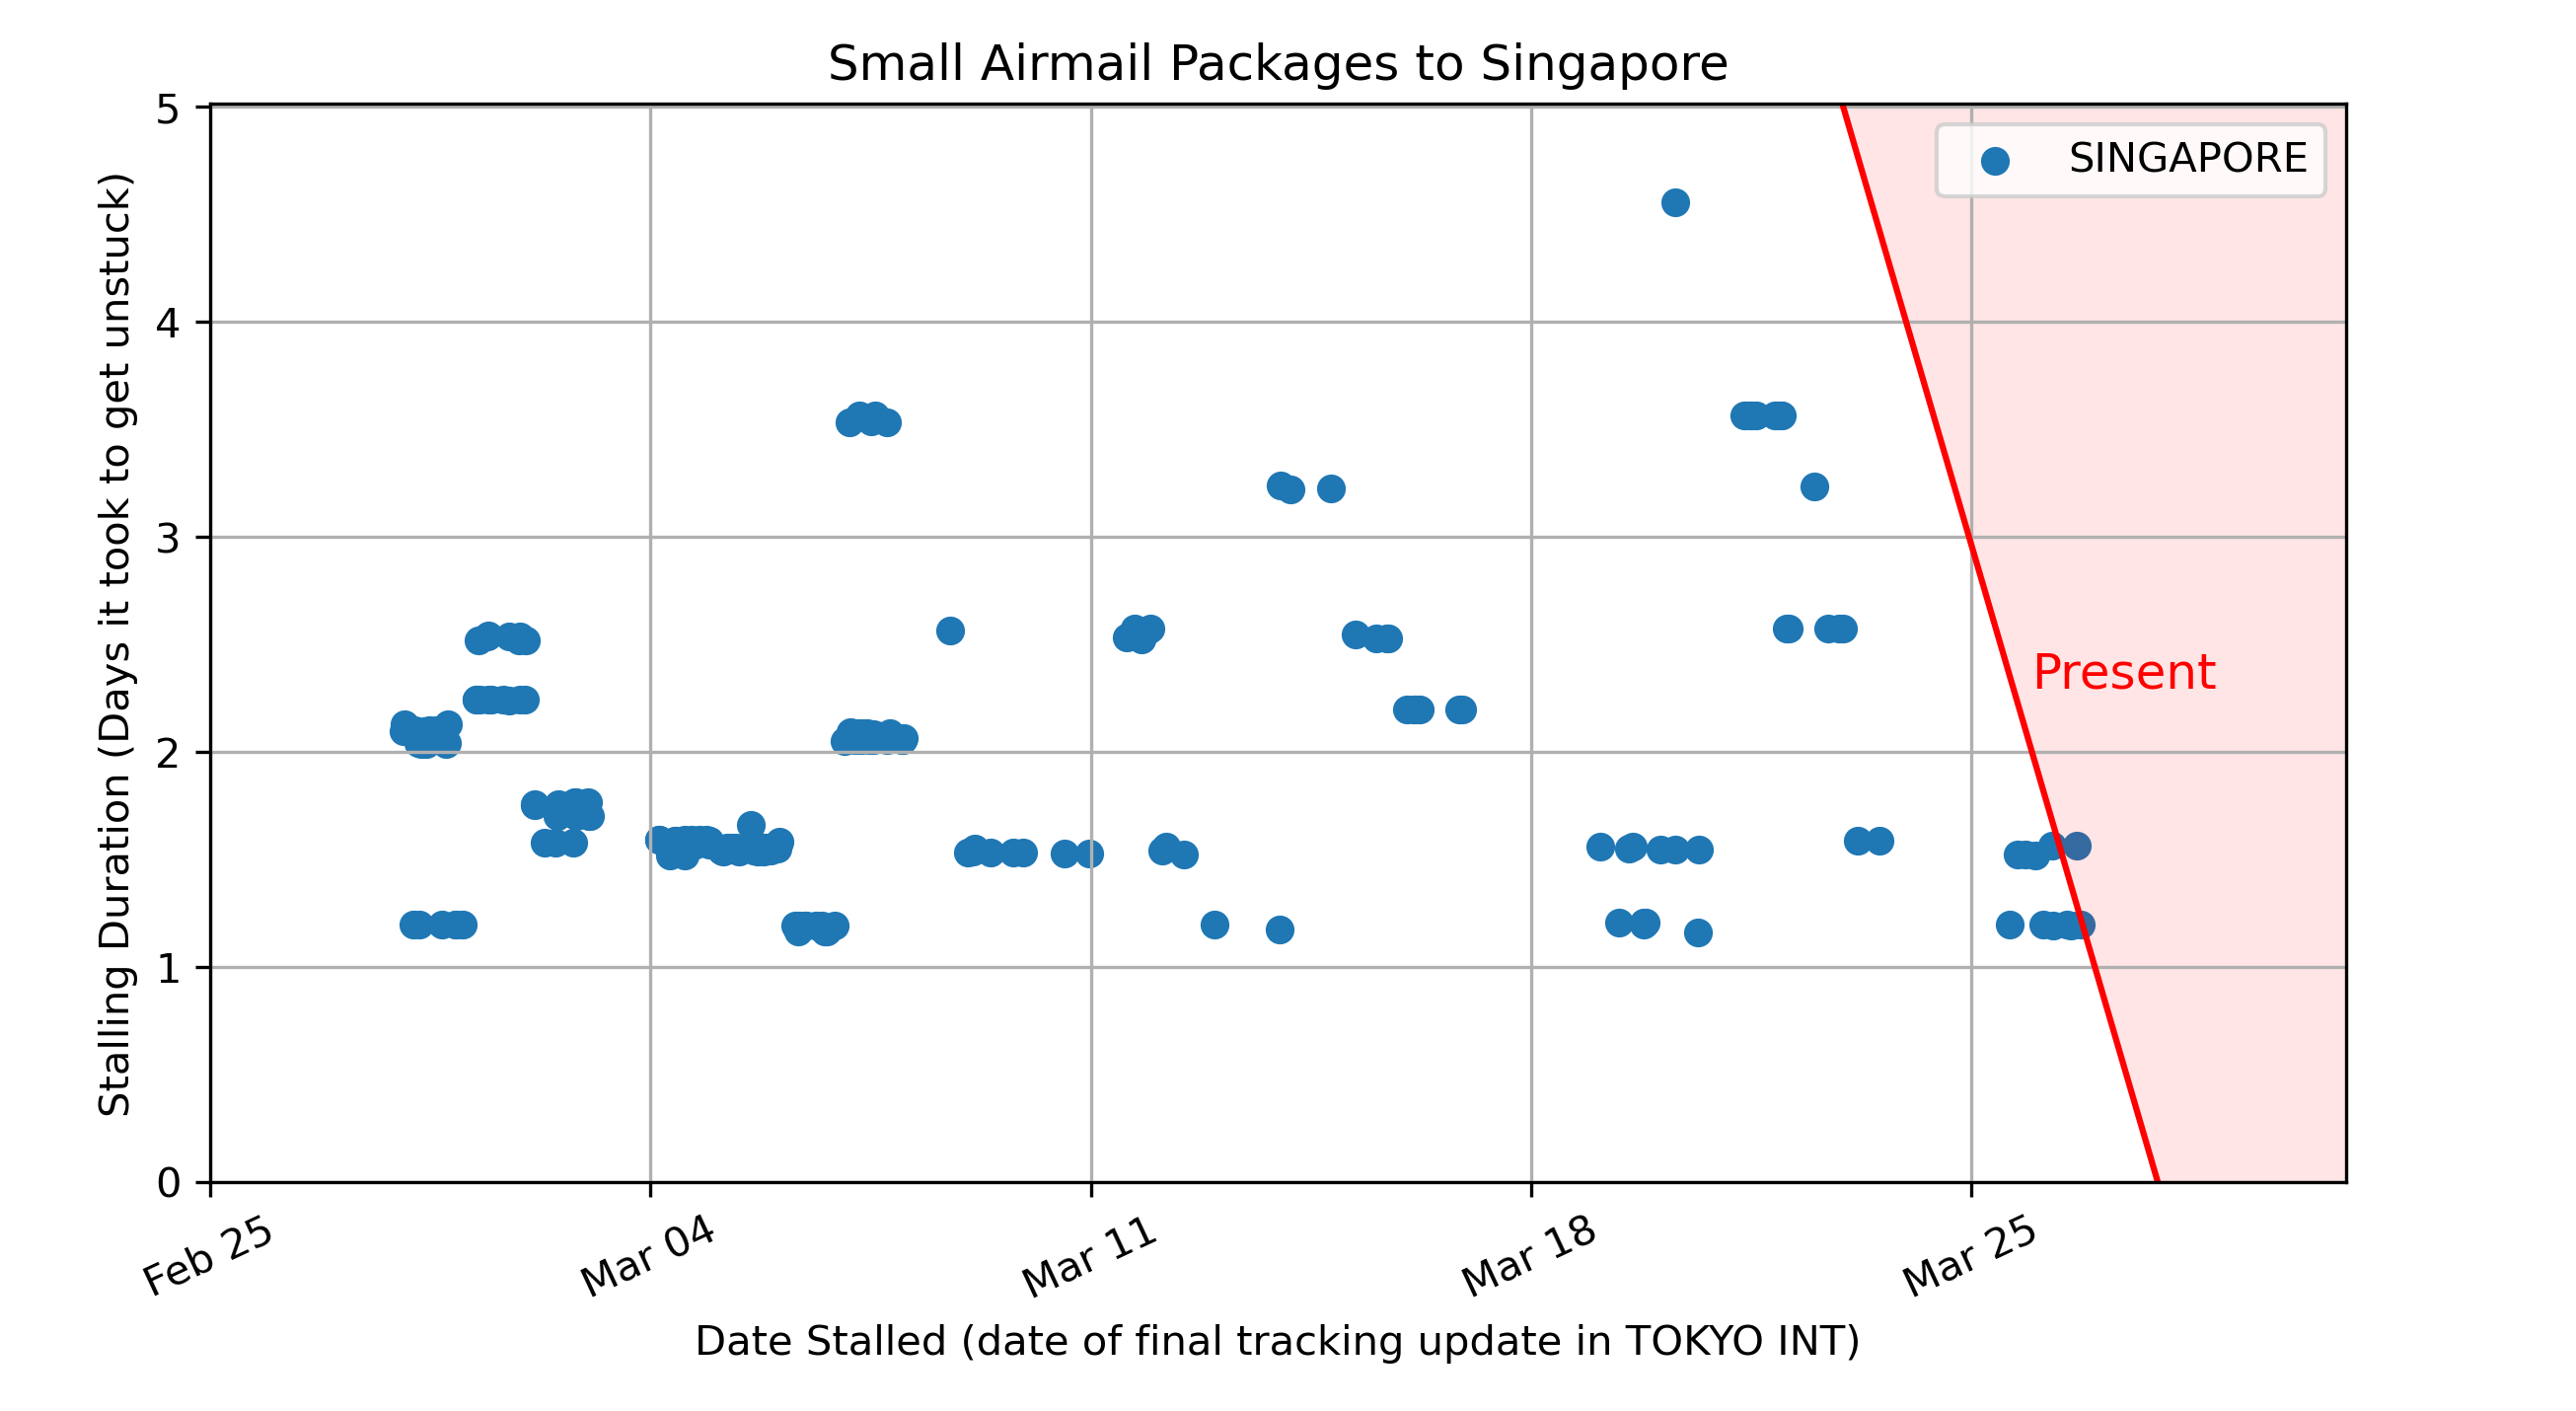 Small Airmail Packages to Singapore
Stalling Duration (Days it took to get unstuck)
5
4
3
2
1
0
SINGAPORE
Present
Feb 25
Mar 04
Mar 11
Mar 18
Mar 25
Date Stalled (date of final tracking update in TOKYO INT)